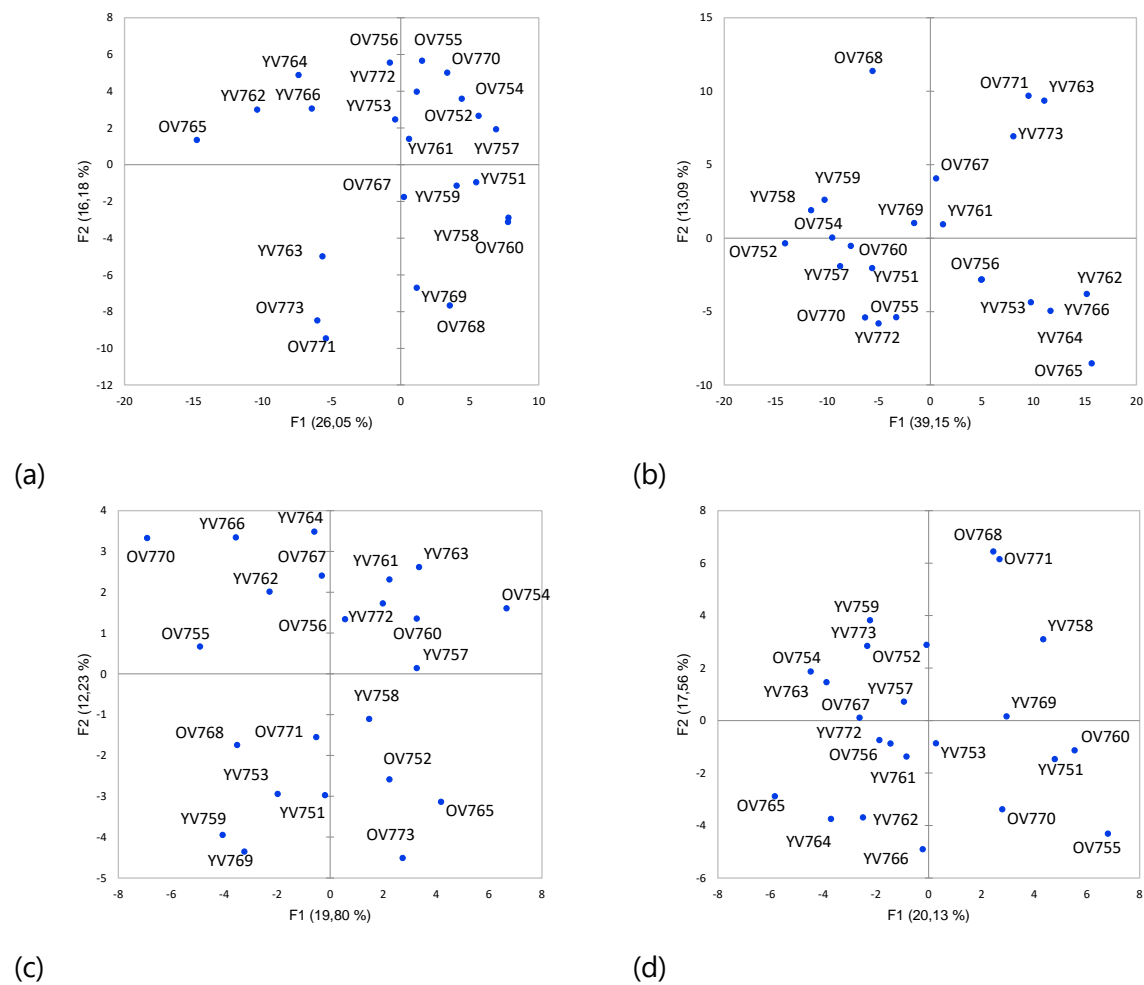 8
6
4
2
0
-2
-4
-6
-8
-10
-12
F2 (16,18 %)
OV756
OV755
YV764
YV772
OV770
YV762
YV766
OV754
YV753
OV752
OV765
YV761
YV757
OV767
YV759
YV751
YV758
OV760
YV763
YV769
OV773
OV768
OV771
-20
-15
-10
-5
0
5
10
F1 (26,05 %)
(a)
15
10
5
0
-5
-10
F2 (13,09 %)
OV768
OV771
YV763
YV773
OV767
YV759
YV758
YV769
YV761
OV754
OV752
OV760
OV756
YV757
YV751
YV762
YV753
YV766
OV770
OV755
YV772
YV764
OV765
-20
-15
-10
-5
0
5
10
15
20
F1 (39,15 %)
(b)
4
3
2
1
0
-1
-2
-3
-4
-5
F2 (12,23 %)
YV764
YV766
OV770
OV767
YV761
YV763
YV762
OV754
OV756
YV772
OV755
OV760
YV757
YV758
OV768
OV771
OV752
YV753
YV751
OV765
YV759
OV773
YV769
-8
-6
-4
-2
0
2
4
6
8
F1 (19,80 %)
(c)
8
6
4
2
0
-2
-4
-6
F2 (17,56 %)
OV768
OV771
YV759
YV758
YV773
OV752
OV754
YV763
YV757
OV767
YV769
YV772
OV760
OV756
YV753
YV761
YV751
OV765
YV762
OV770
YV764
OV755
YV766
-8
-6
-4
-2
0
2
4
6
8
F1 (20,13 %)
(d)